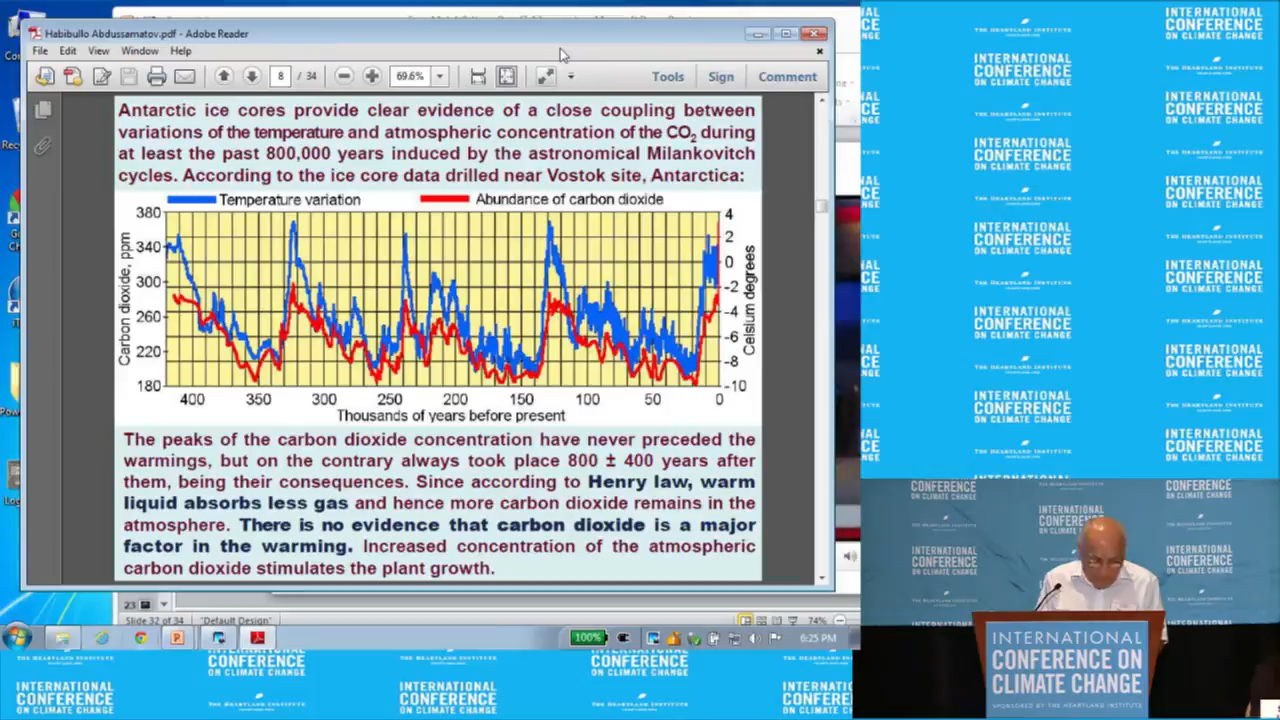 Habibullo Abdussamatov.pdf - Adobe Reader
File Edit View Window Help
8 / 34 69.6% Tools Sign Comment
Antarctic ice cores provide clear evidence of a close coupling between
variations of the temperature and atmospheric concentration of the CO2 during
at least the past 800,000 years induced by the astronomical Milankovitch
cycles. According to the ice core data drilled near Vostok site, Antarctica:
Temperature variation Abundance of carbon dioxide
380 340 300 260 220 180
Carbon dioxide, ppm
4 2 0 -2 -4 -6 -8 -10
Celsium degrees
400 350 300 250 200 150 100 50 0
Thousands of years before present
The peaks of the carbon dioxide concentration have never preceded the
warmings, but on the contrary always took place 800 ± 400 years after
them, being their consequences. Since according to Henry law, warm
liquid absorbs less gas and hence more carbon dioxide remains in the
atmosphere. There is no evidence that carbon dioxide is a major
factor in the warming. Increased concentration of the atmospheric
carbon dioxide stimulates the plant growth.
23
Slide 32 of 34 "Default Design" 74%
100% 6:25 PM
INTERNATIONAL
CONFERENCE
ON CLIMATE CHANGE
THE HEARTLAND INSTITUTE
INTERNATIONAL
CONFERENCE ON
CLIMATE CHANGE
SPONSORED BY THE HEARTLAND INSTITUTE